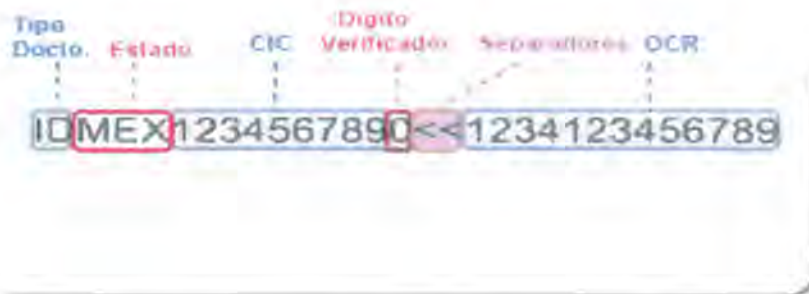 Tipo Docto. Estado CIC Digito Verificador Separadores OCR
IDMEX1234567890<<1234123456789